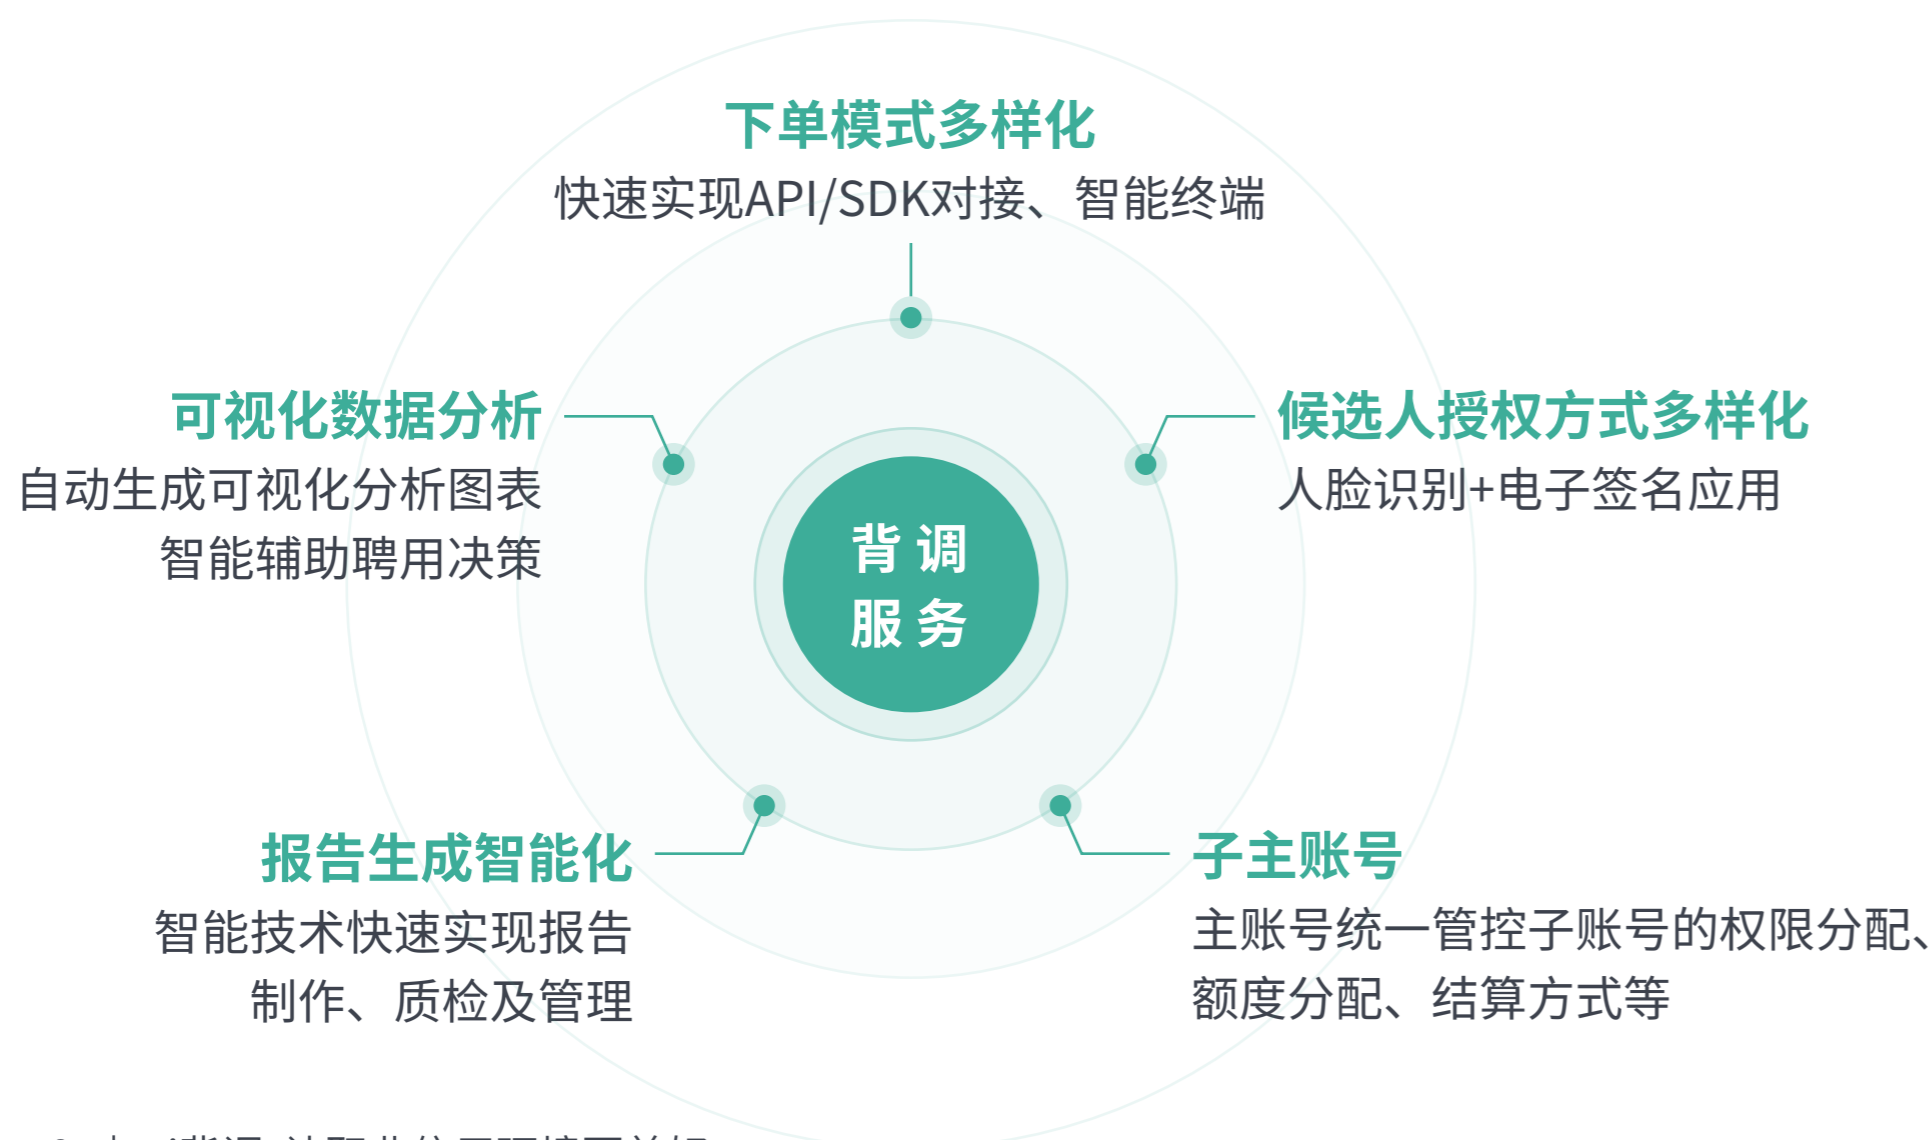 下单模式多样化
快速实现API/SDK对接、智能终端
可视化数据分析
自动生成可视化分析图表
智能辅助聘用决策
候选人授权方式多样化
人脸识别+电子签名应用
背调
服务
报告生成智能化
智能技术快速实现报告
制作、质检及管理
子主账号
主账号统一管控子账号的权限分配、
额度分配、结算方式等